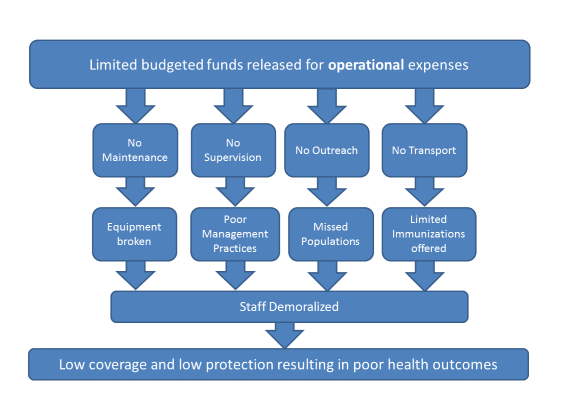 Limited budgeted funds released for operational expenses
No
Maintenance
No
Supervision
No Outreach
No Transport
Equipment
broken
Poor
Management
Practices
Missed
Populations
Limited
Immunizations
offered
Staff Demoralized
Low coverage and low protection resulting in poor health outcomes